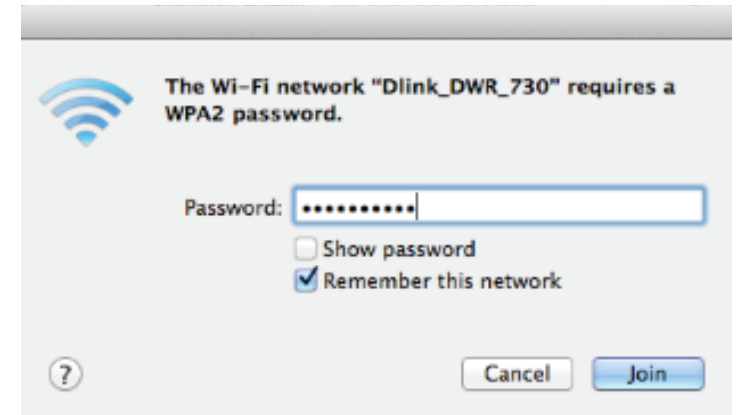 The Wi-Fi network “Dlink_DWR_730” requires a
WPA2 password.
Password: ••••••••••
Show password
Remember this network
? Cancel Join